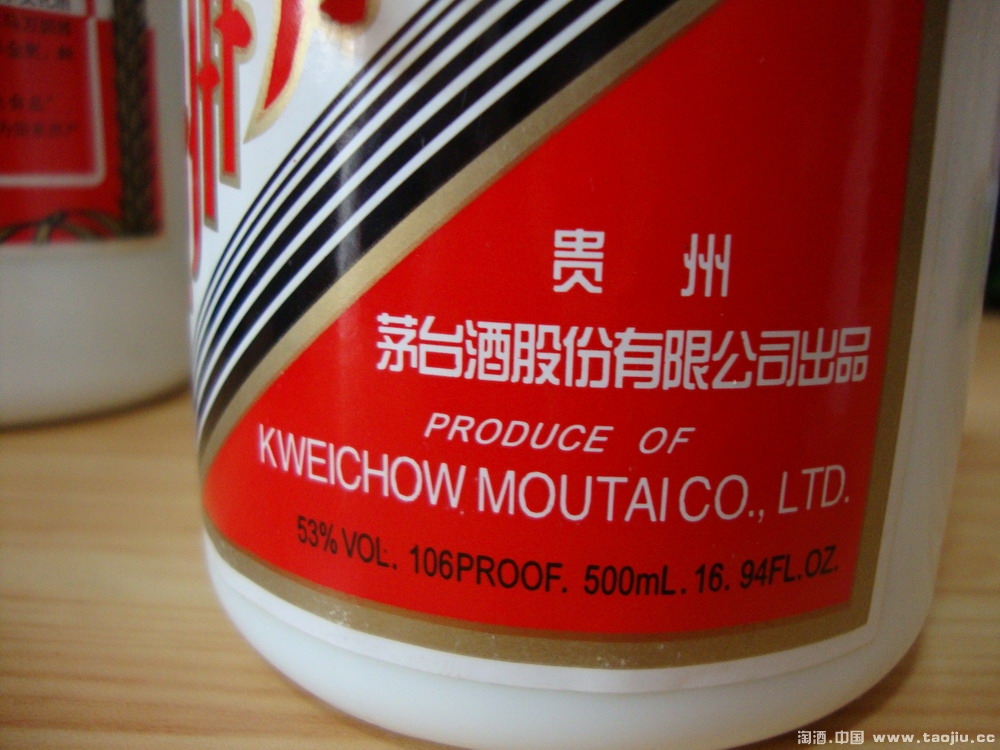 贵州
茅台酒股份有限公司出品
PRODUCE OF
KWEICHOW MOUTAI CO., LTD.
53% VOL. 106PROOF. 500mL. 16. 94FL.OZ.
淘酒.中国 www.taojiu.cc